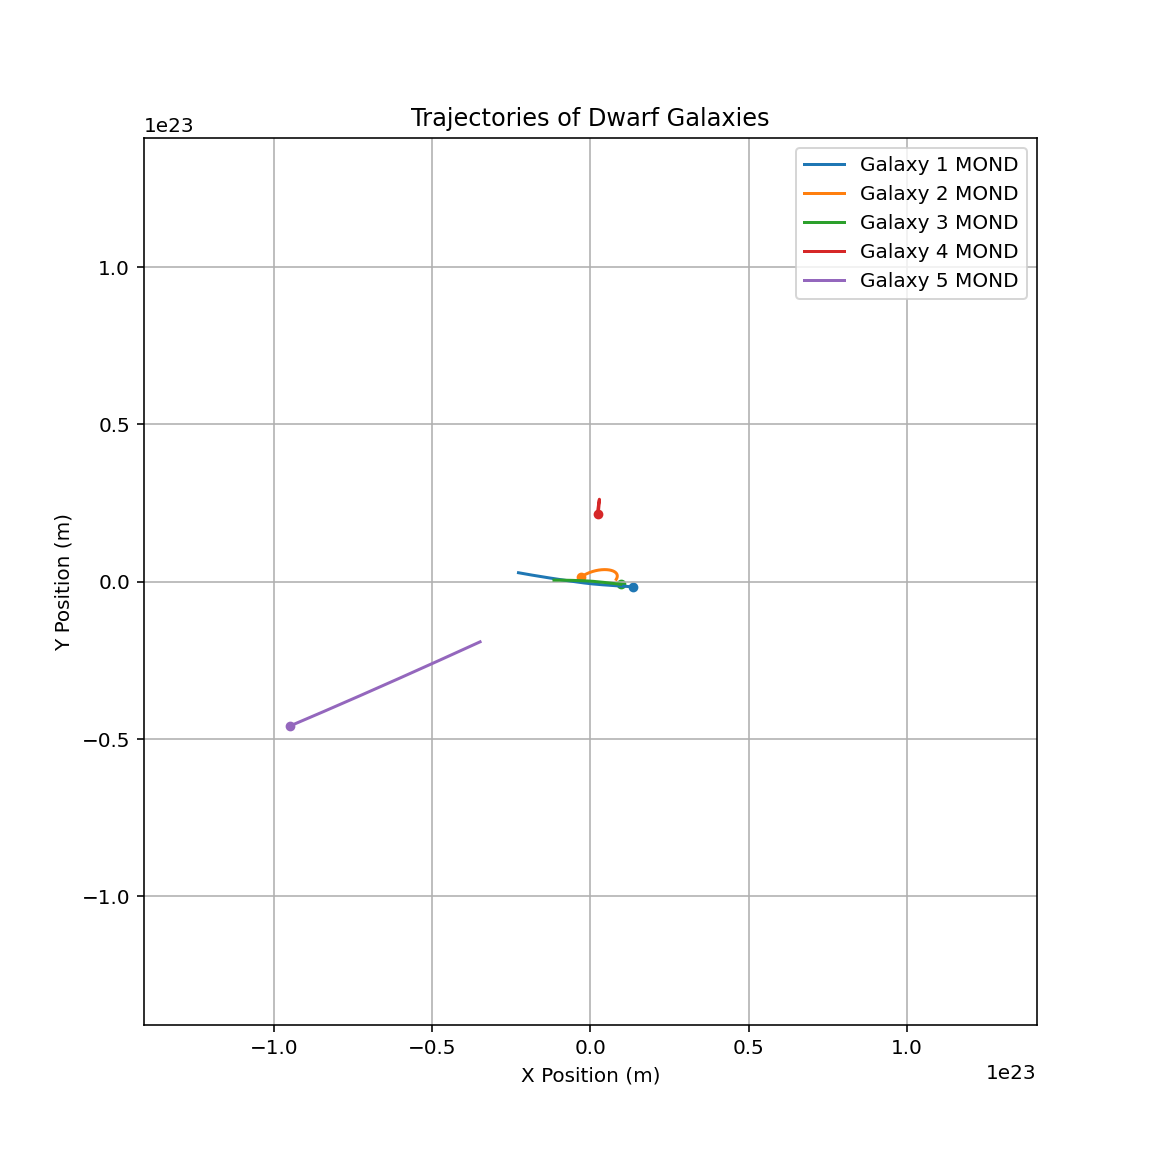 Trajectories of Dwarf Galaxies
1e23
Galaxy 1 MOND
Galaxy 2 MOND
Galaxy 3 MOND
Galaxy 4 MOND
Galaxy 5 MOND
1.0
0.5
0.0
−0.5
−1.0
Y Position (m)
−1.0 −0.5 0.0 0.5 1.0
X Position (m)
1e23